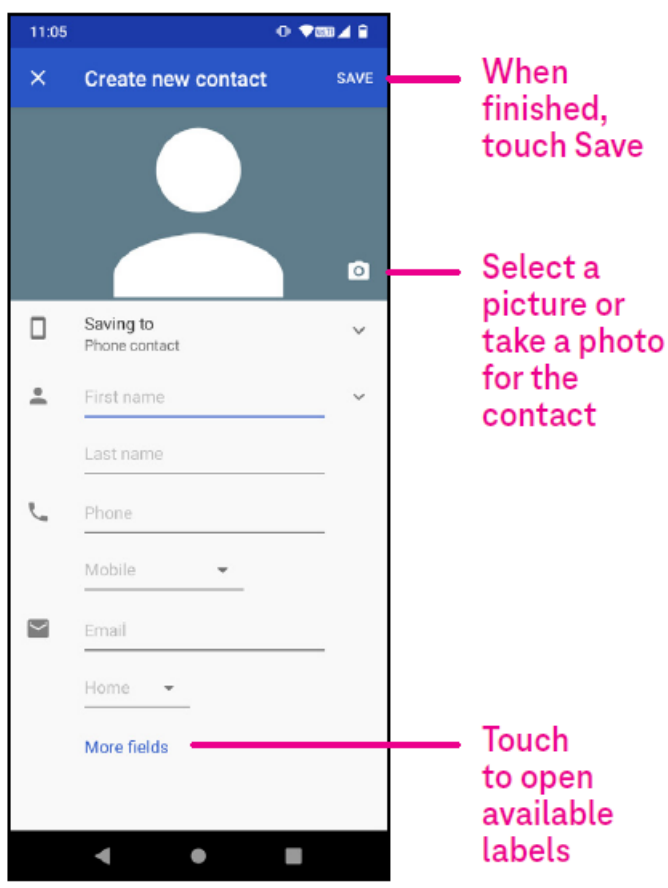 11:05
Create new contact
SAVE
When
finished,
touch Save
Select a
picture or
take a photo
for the
contact
Saving to
Phone contact
First name
Last name
Phone
Mobile
Email
Home
More fields
Touch
to open
available
labels